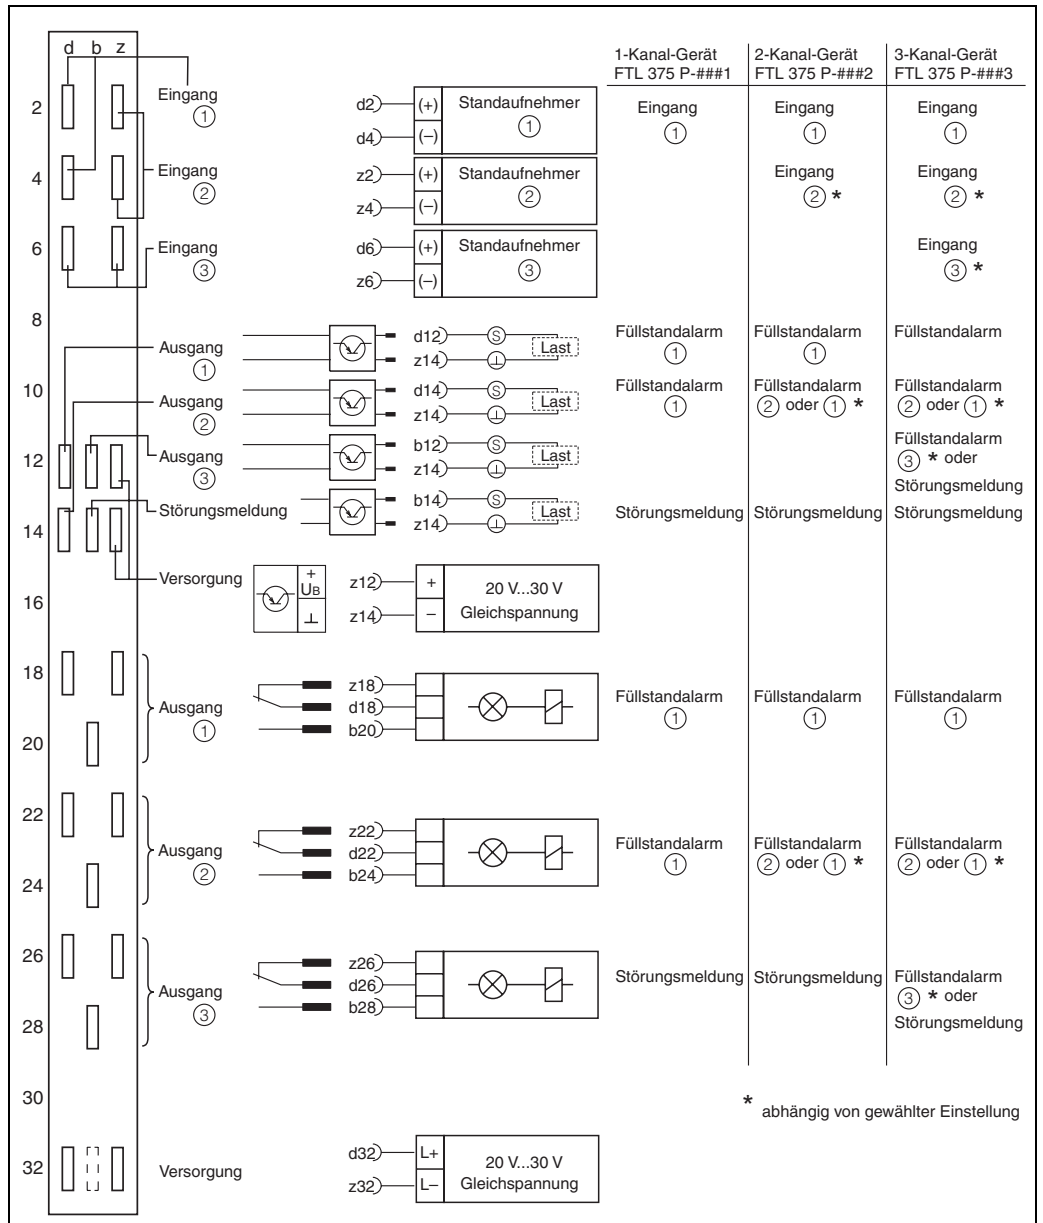 d b z
1-Kanal-Gerät
FTL 375 P-###1
2-Kanal-Gerät
FTL 375 P-###2
3-Kanal-Gerät
FTL 375 P-###3
2
Eingang
1
d2 (+) Standaufnehmer
1
d4 (–)
Eingang
1
Eingang
1
Eingang
1
4
Eingang
2
z2 (+) Standaufnehmer
2
z4 (–)
Eingang
2 *
Eingang
2 *
6
Eingang
3
d6 (+) Standaufnehmer
3
z6 (–)
Eingang
3 *
8
Ausgang
1
d12 S
Last
z14 ⊥
Füllstandalarm
1
Füllstandalarm
1
Füllstandalarm
10
Ausgang
2
d14 S
Last
z14 ⊥
Füllstandalarm
1
Füllstandalarm
2 oder 1 *
Füllstandalarm
2 oder 1 *
12
Ausgang
3
b12 S
Last
z14 ⊥
Füllstandalarm
3 * oder
Störungsmeldung
14
Störungsmeldung
b14 S
Last
z14 ⊥
Störungsmeldung
Störungsmeldung
Störungsmeldung
16
Versorgung
+
UB
⊥
z12 +
z14 –
20 V...30 V
Gleichspannung
18
20
Ausgang
1
z18
d18
b20
Füllstandalarm
1
Füllstandalarm
1
Füllstandalarm
1
22
24
Ausgang
2
z22
d22
b24
Füllstandalarm
1
Füllstandalarm
2 oder 1 *
Füllstandalarm
2 oder 1 *
26
28
Ausgang
3
z26
d26
b28
Störungsmeldung
Störungsmeldung
Füllstandalarm
3 * oder
Störungsmeldung
30
* abhängig von gewählter Einstellung
32
Versorgung
d32 L+
z32 L–
20 V...30 V
Gleichspannung